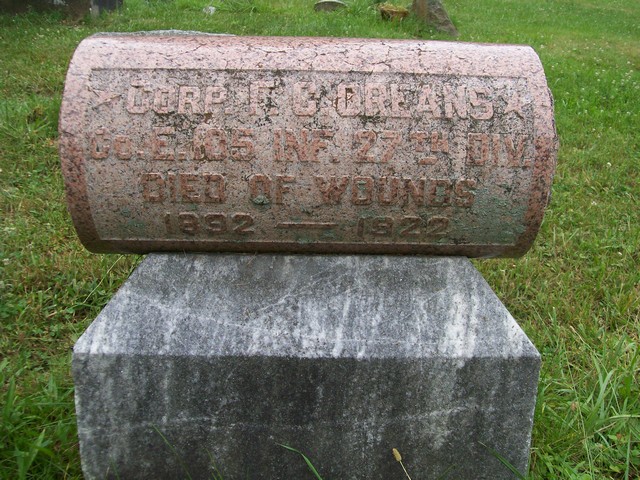 ★ CORP. F. C. ORLEANS ★
CO. E. 105 INF. 27TH DIV.
DIED OF WOUNDS
1892 — 1922